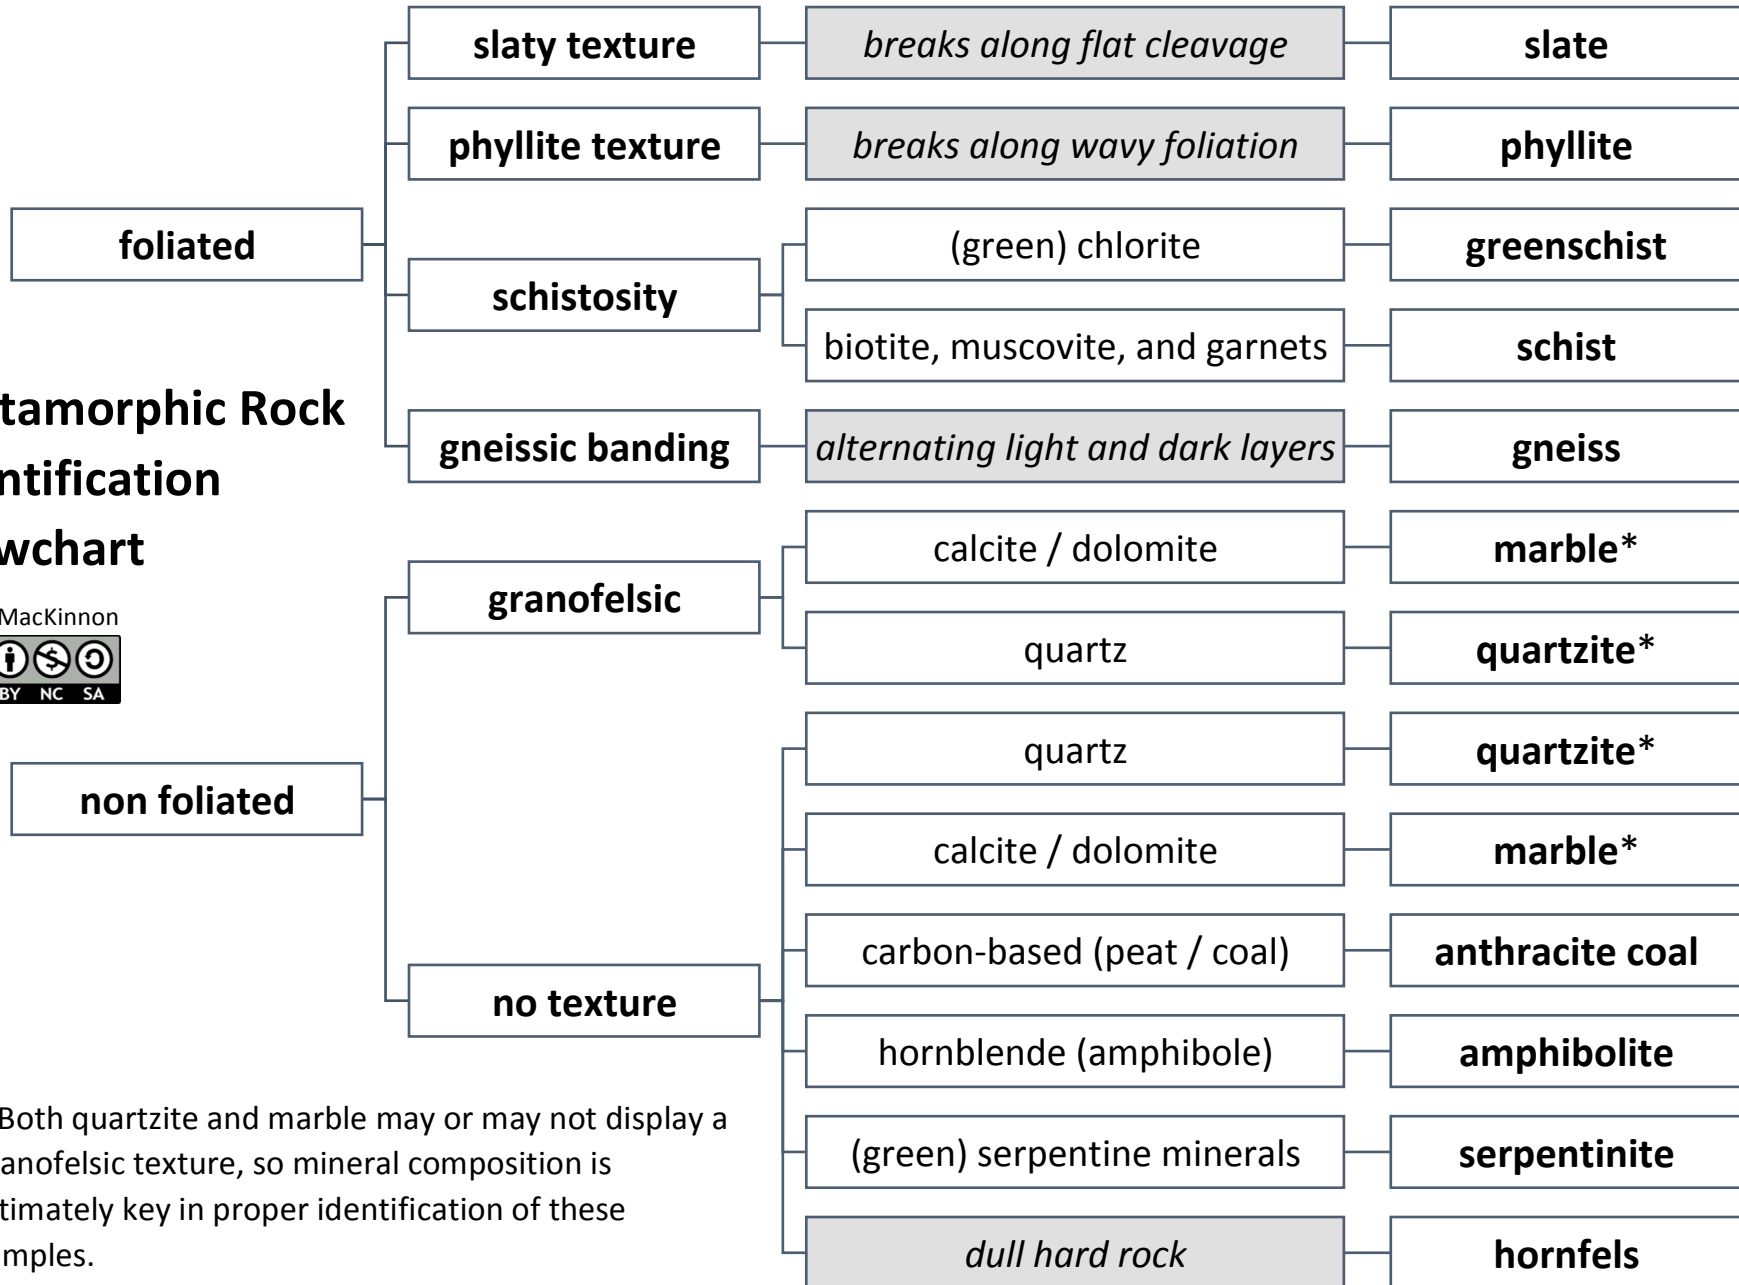 slaty texture
breaks along flat cleavage
slate
phyllite texture
breaks along wavy foliation
phyllite
foliated
schistosity
(green) chlorite
greenschist
biotite, muscovite, and garnets
schist
gneissic banding
alternating light and dark layers
gneiss
tamorphic Rock
ntification
wchart
MacKinnon
BY NC SA
non foliated
granofelsic
calcite / dolomite
marble*
quartz
quartzite*
no texture
quartz
quartzite*
calcite / dolomite
marble*
carbon-based (peat / coal)
anthracite coal
hornblende (amphibole)
amphibolite
(green) serpentine minerals
serpentinite
dull hard rock
hornfels
Both quartzite and marble may or may not display a
anofelsic texture, so mineral composition is
timately key in proper identification of these
mples.